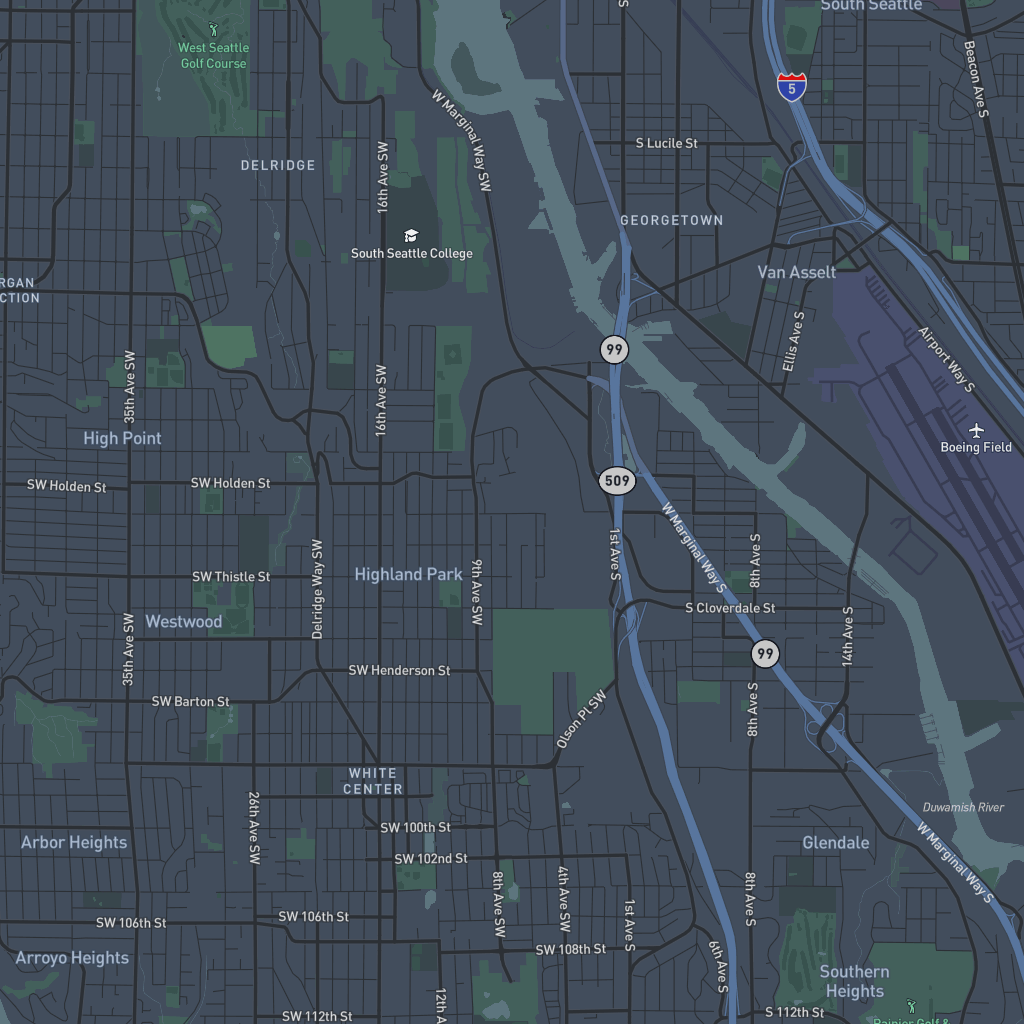 South Seattle
S
West Seattle
Golf Course
Beacon Ave S
5
W Marginal Way SW
S Lucile St
DELRIDGE
16th Ave SW
GEORGETOWN
South Seattle College
Van Asselt
RGAN
CTION
Ellis Ave S
Airport Way S
99
35th Ave SW
16th Ave SW
High Point
Boeing Field
SW Holden St
SW Holden St
509
W Marginal Way S
1st Ave S
8th Ave S
Delridge Way SW
9th Ave SW
SW Thistle St
Highland Park
S Cloverdale St
Westwood
35th Ave SW
14th Ave S
99
SW Henderson St
SW Barton St
Olson Pl SW
8th Ave S
WHITE
CENTER
26th Ave SW
Duwamish River
SW 100th St
Arbor Heights
Glendale
W Marginal Way S
SW 102nd St
8th Ave SW
4th Ave SW
1st Ave S
8th Ave S
SW 106th St
SW 106th St
SW 108th St
6th Ave S
Arroyo Heights
Southern
Heights
12th A
SW 112th St
S 112th St
Rainier Golf &